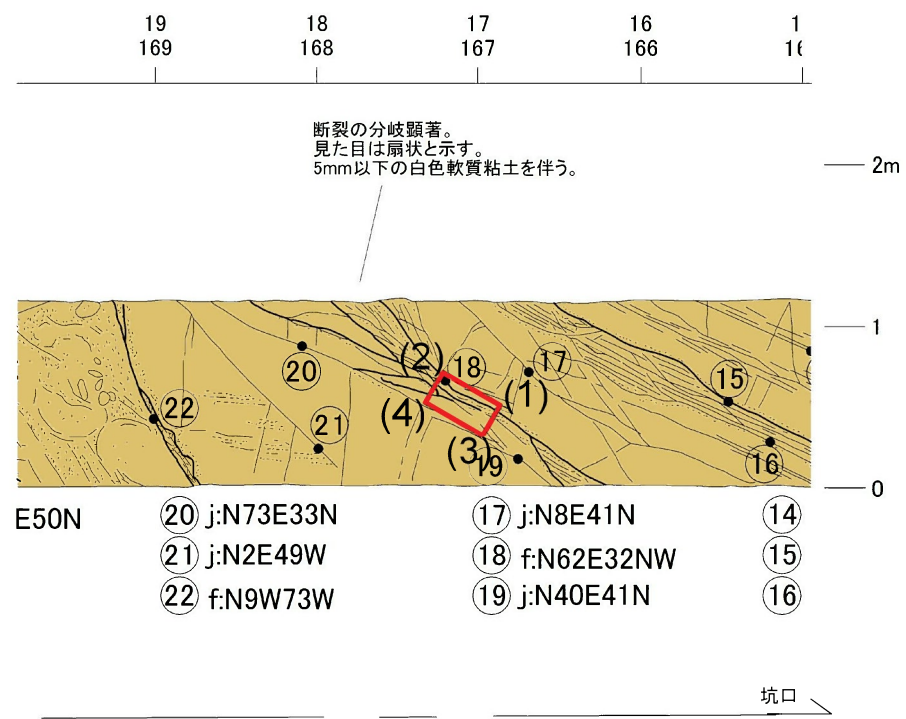 19 18 17 16 1
169 168 167 166 16
断裂の分岐顕著。
見た目は扇状と示す。
5mm以下の白色軟質粘土を伴う。
2m
1
0
(2) 18 17
20 (1) 15
22 21 (4)
(3) 19 16
E50N
20 j:N73E33N
21 j:N2E49W
22 f:N9W73W
17 j:N8E41N
18 f:N62E32NW
19 j:N40E41N
14
15
16
坑口